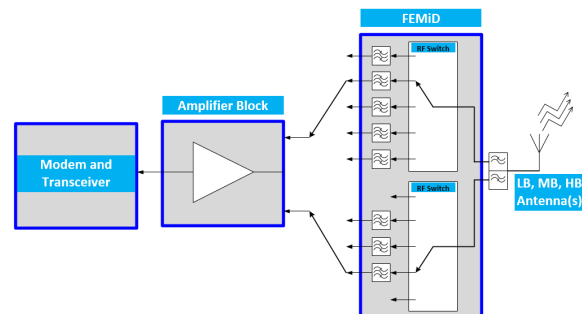 FEMiD
RF Switch
Amplifier Block
Modem and
Transceiver
RF Switch
LB, MB, HB
Antenna(s)